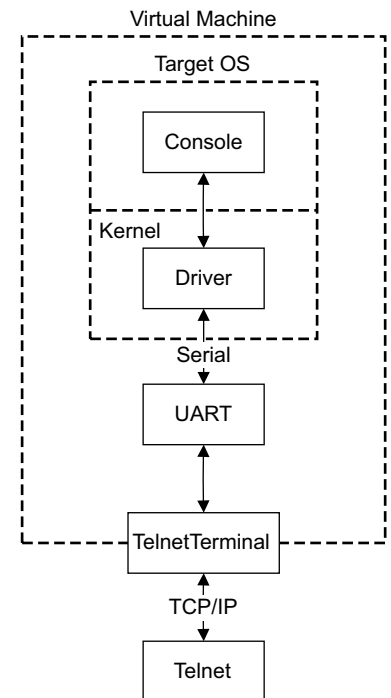 Virtual Machine
Target OS
Console
Kernel
Driver
Serial
UART
TelnetTerminal
TCP/IP
Telnet